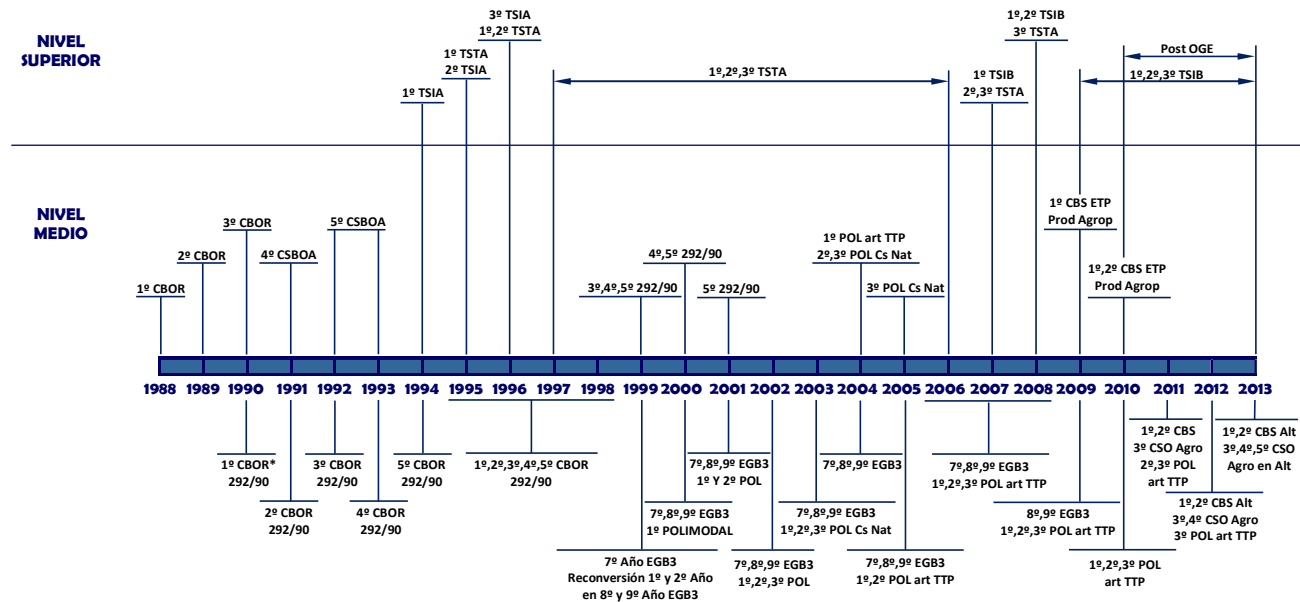 NIVEL
SUPERIOR
1º TSIA
1º TSTA
2º TSIA
3º TSIA
1º,2º TSTA
1º,2º,3º TSTA
1º TSIB
2º,3º TSTA
1º,2º TSIB
3º TSTA
Post OGE
1º,2º,3º TSIB
NIVEL
MEDIO
1º CBOR
2º CBOR
3º CBOR
4º CSBOA
5º CSBOA
3º,4º,5º 292/90
4º,5º 292/90
5º 292/90
1º POL art TTP
2º,3º POL Cs Nat
3º POL Cs Nat
1º CBS ETP
Prod Agrop
1º,2º CBS ETP
Prod Agrop
1988 1989 1990 1991 1992 1993 1994 1995 1996 1997 1998 1999 2000 2001 2002 2003 2004 2005 2006 2007 2008 2009 2010 2011 2012 2013
1º CBOR*
292/90
2º CBOR
292/90
3º CBOR
292/90
4º CBOR
292/90
5º CBOR
292/90
1º,2º,3º,4º,5º CBOR
292/90
7º Año EGB3
Reconversión 1º y 2º Año
en 8º y 9º Año EGB3
7º,8º,9º EGB3
1º POLIMODAL
7º,8º,9º EGB3
1º Y 2º POL
7º,8º,9º EGB3
1º,2º,3º POL
7º,8º,9º EGB3
1º,2º,3º POL Cs Nat
7º,8º,9º EGB3
7º,8º,9º EGB3
1º,2º POL art TTP
7º,8º,9º EGB3
1º,2º,3º POL art TTP
8º,9º EGB3
1º,2º,3º POL art TTP
1º,2º,3º POL
art TTP
1º,2º CBS
3º CSO Agro
2º,3º POL
art TTP
1º,2º CBS Alt
3º,4º CSO Agro
3º POL art TTP
1º,2º CBS Alt
3º,4º,5º CSO
Agro en Alt